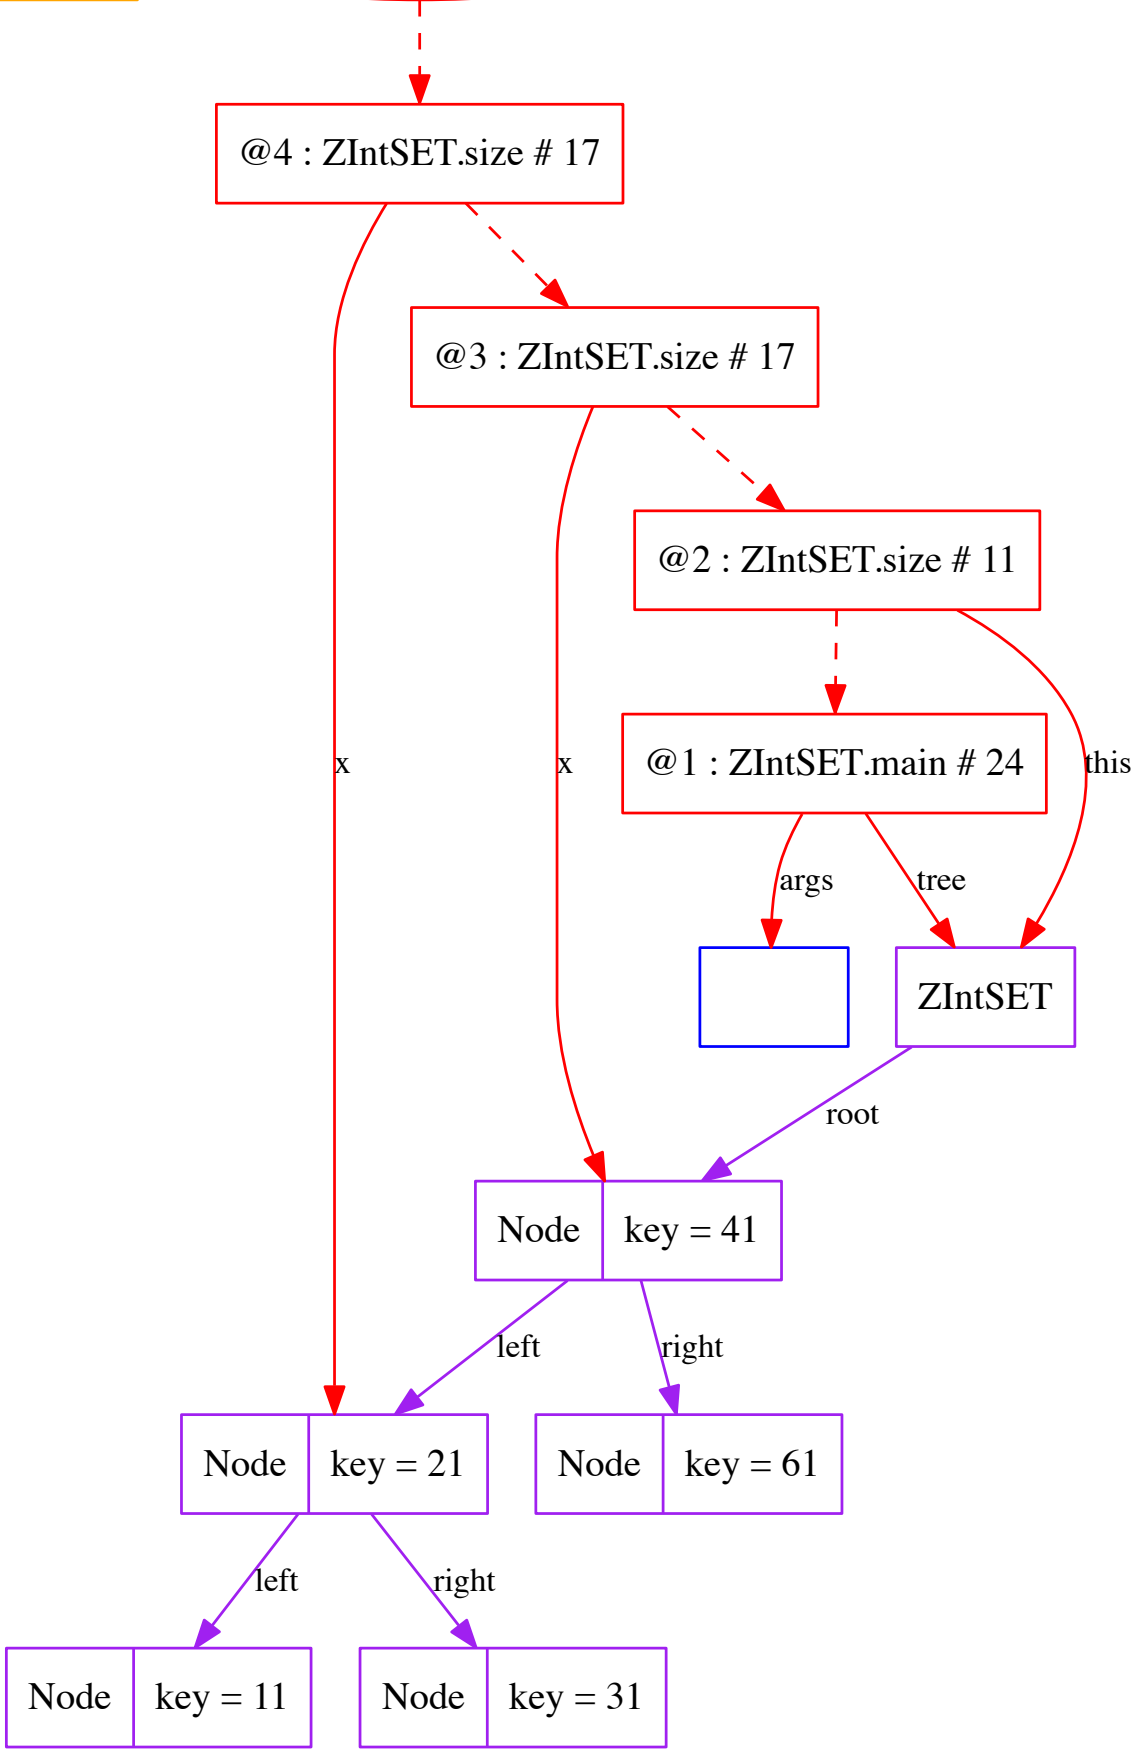 @4 : ZIntSET.size # 17
@3 : ZIntSET.size # 17
@2 : ZIntSET.size # 11
@1 : ZIntSET.main # 24
x
x
this
args
tree
ZIntSET
root
Node
key = 41
left
right
Node
key = 21
Node
key = 61
left
right
Node
key = 11
Node
key = 31